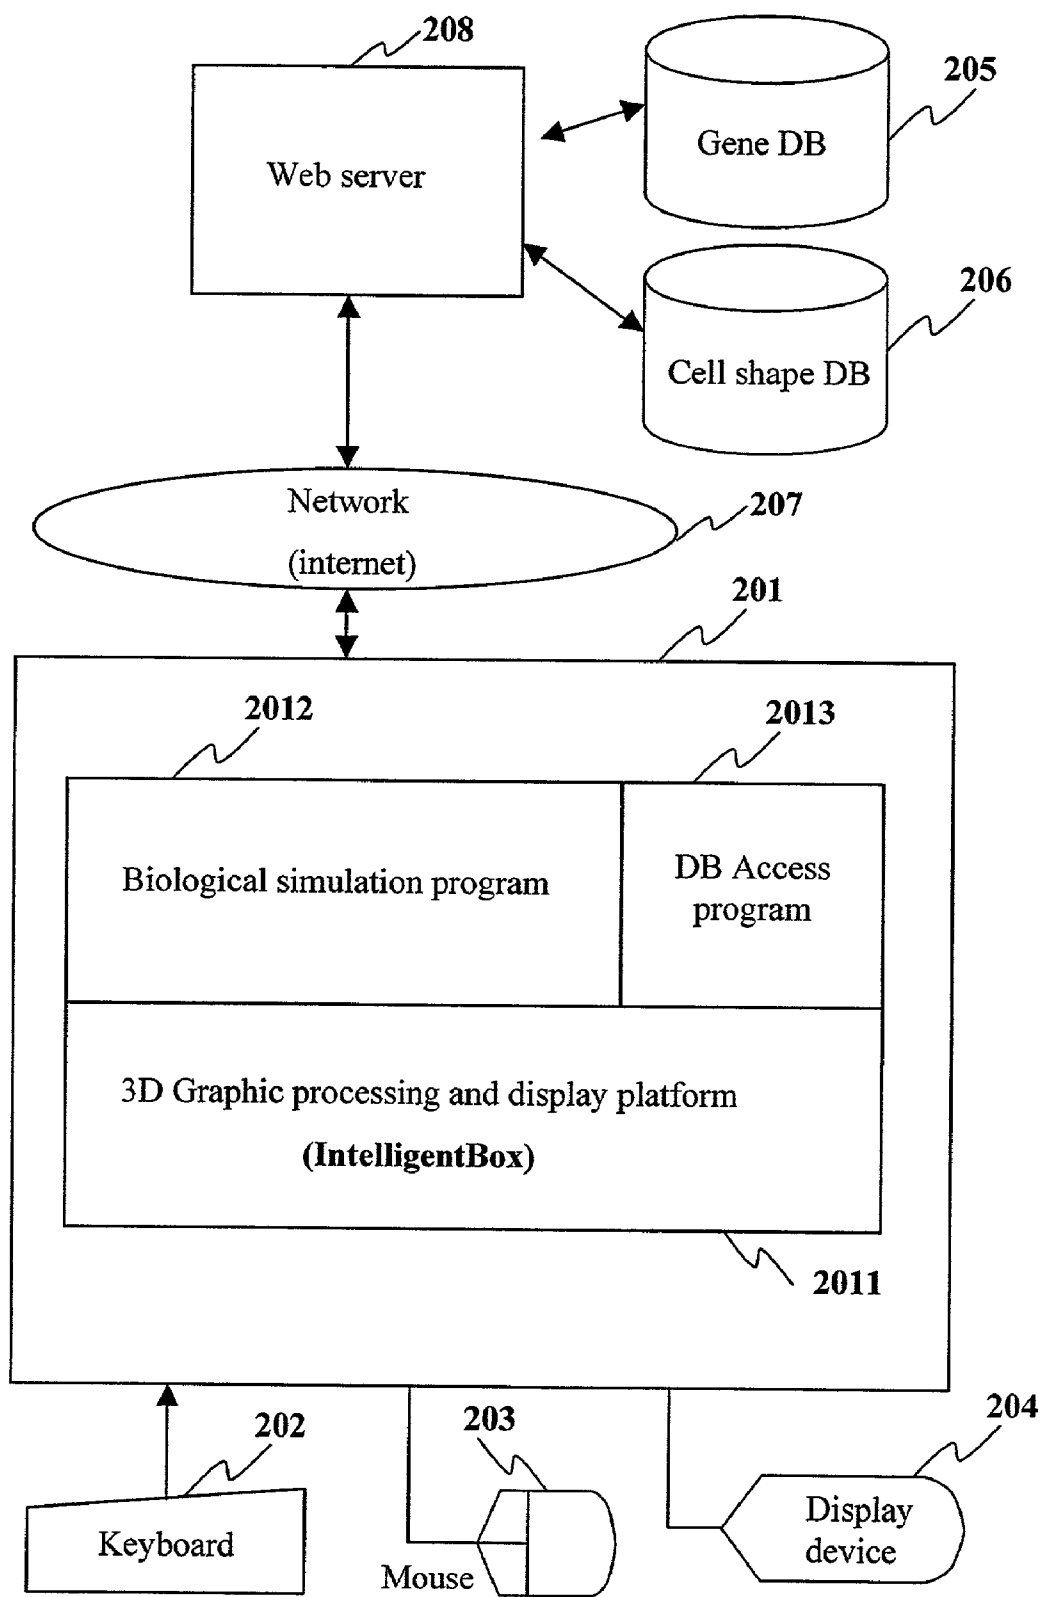 208
Web server
Gene DB
205
Cell shape DB
206
Network
(internet)
207
201
2012
2013
Biological simulation program
DB Access
program
3D Graphic processing and display platform
(IntelligentBox)
2011
202
203
204
Keyboard
Mouse
Display
device